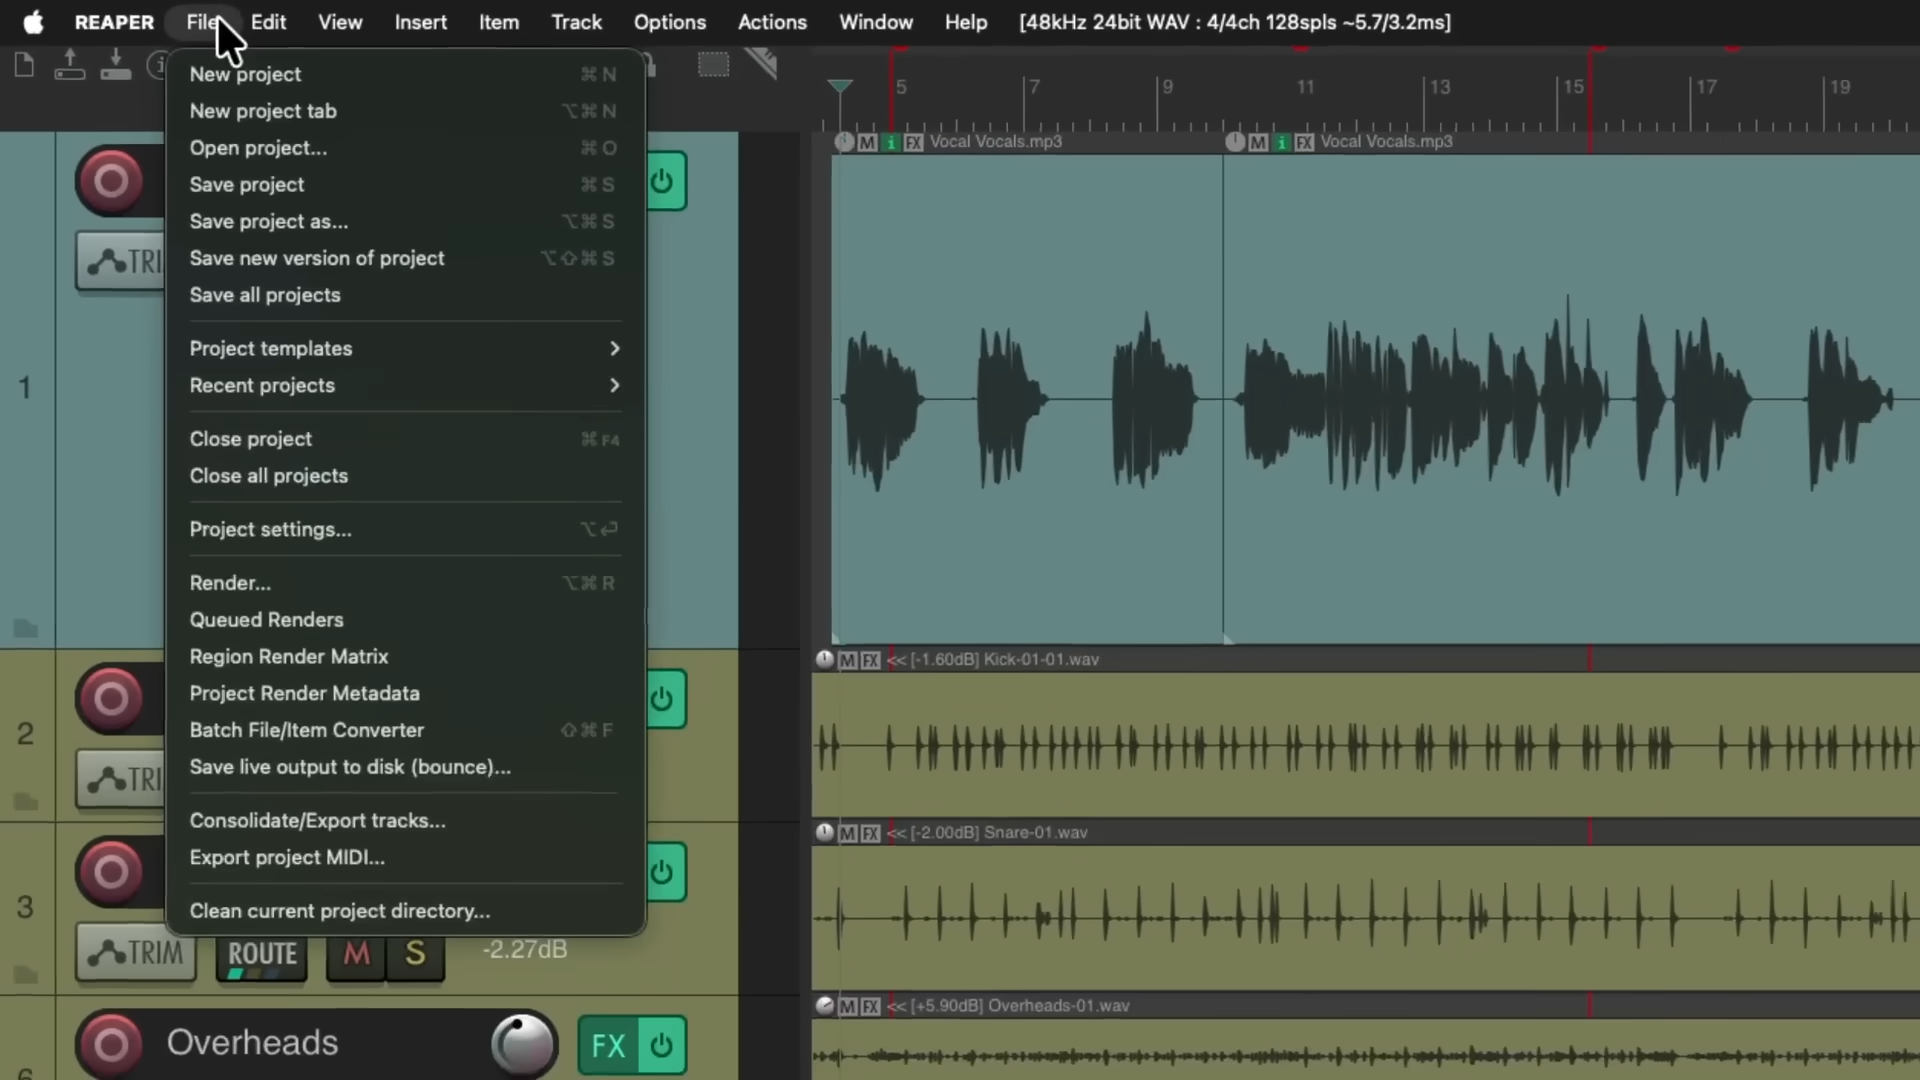 REAPER File Edit View Insert Item Track Options Actions Window Help [48kHz 24bit WAV : 4/4ch 128spls ~5.7/3.2ms]
New project ⌘ N
New project tab ⌥⌘ N
Open project... ⌘ O
Save project ⌘ S
Save project as... ⌥⌘ S
Save new version of project ⌥⇧⌘ S
Save all projects
Project templates
Recent projects
Close project ⌘ F4
Close all projects
Project settings... ⌥⏎
Render... ⌥⌘ R
Queued Renders
Region Render Matrix
Project Render Metadata
Batch File/Item Converter ⇧⌘ F
Save live output to disk (bounce)...
Consolidate/Export tracks...
Export project MIDI...
Clean current project directory...
5 7 9 11 13 15 17 19
M i FX Vocal Vocals.mp3 M i FX Vocal Vocals.mp3
1
TRI
M FX << [-1.60dB] Kick-01-01.wav
2
TRI
M FX << [-2.00dB] Snare-01.wav
3
TRIM ROUTE M S -2.27dB
M FX << [+5.90dB] Overheads-01.wav
Overheads FX
6